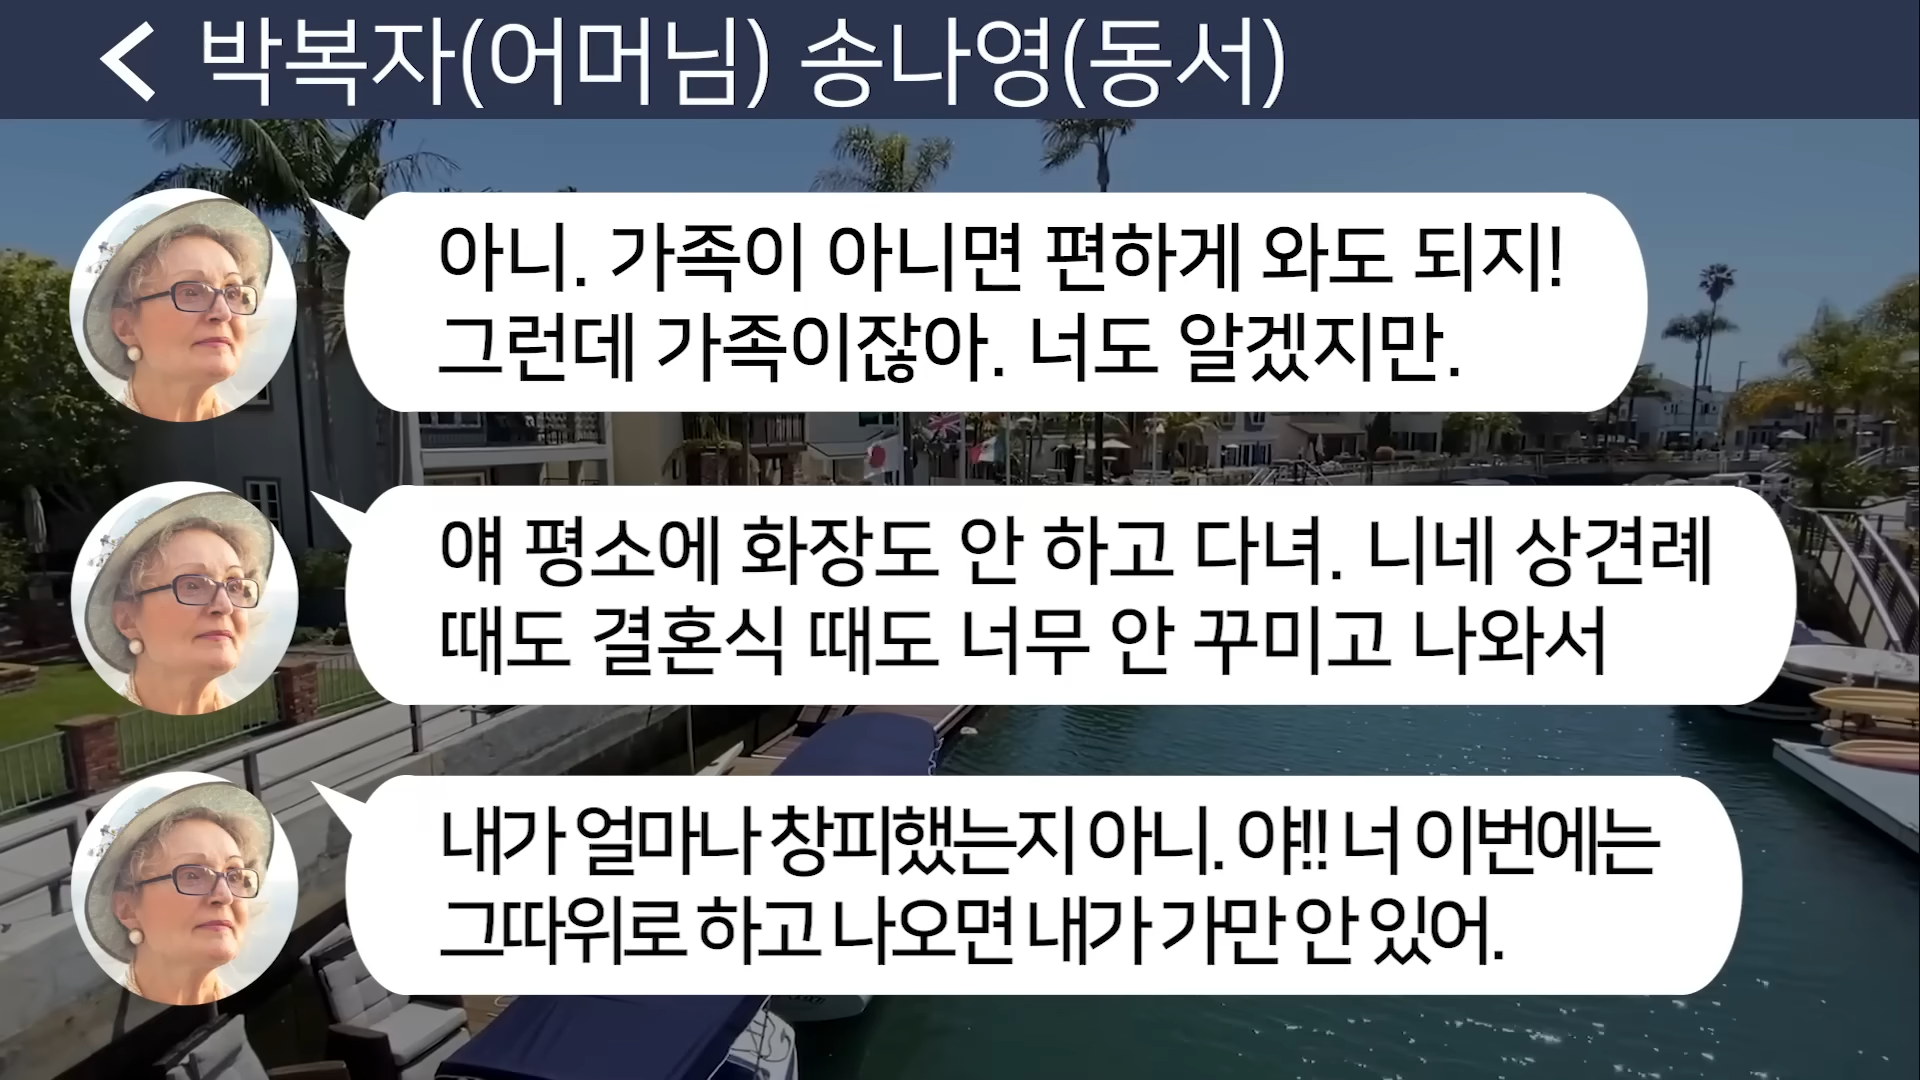 박복자(어머님) 송나영(동서)
아니. 가족이 아니면 편하게 와도 되지!
그런데 가족이잖아. 너도 알겠지만.
얘 평소에 화장도 안 하고 다녀. 니네 상견례
때도 결혼식 때도 너무 안 꾸미고 나와서
내가 얼마나 창피했는지 아니. 야!!! 너 이번에는
그따위로 하고 나오면 내가 가만 안 있어.